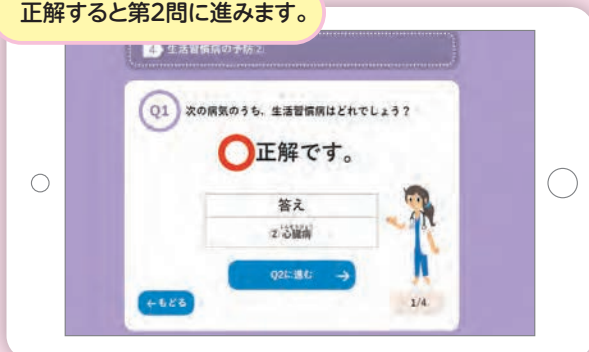 正解すると第2問に進みます。
4 生活習慣病の予防 2
Q1 次の病気のうち、生活習慣病はどれでしょう？
正解です。
答え
② 心臓病
Q2に進む →
←もどる
1/4